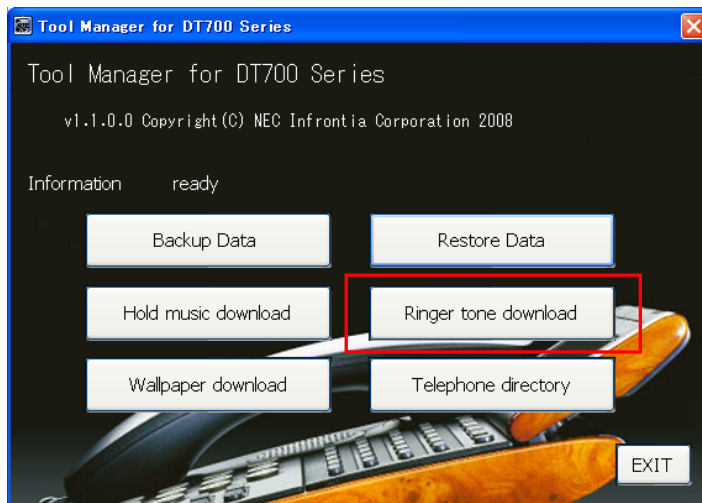 Tool Manager for DT700 Series
Tool Manager for DT700 Series
v1.1.0.0 Copyright(C) NEC Infrontia Corporation 2008
Information ready
Backup Data Restore Data
Hold music download Ringer tone download
Wallpaper download Telephone directory
EXIT